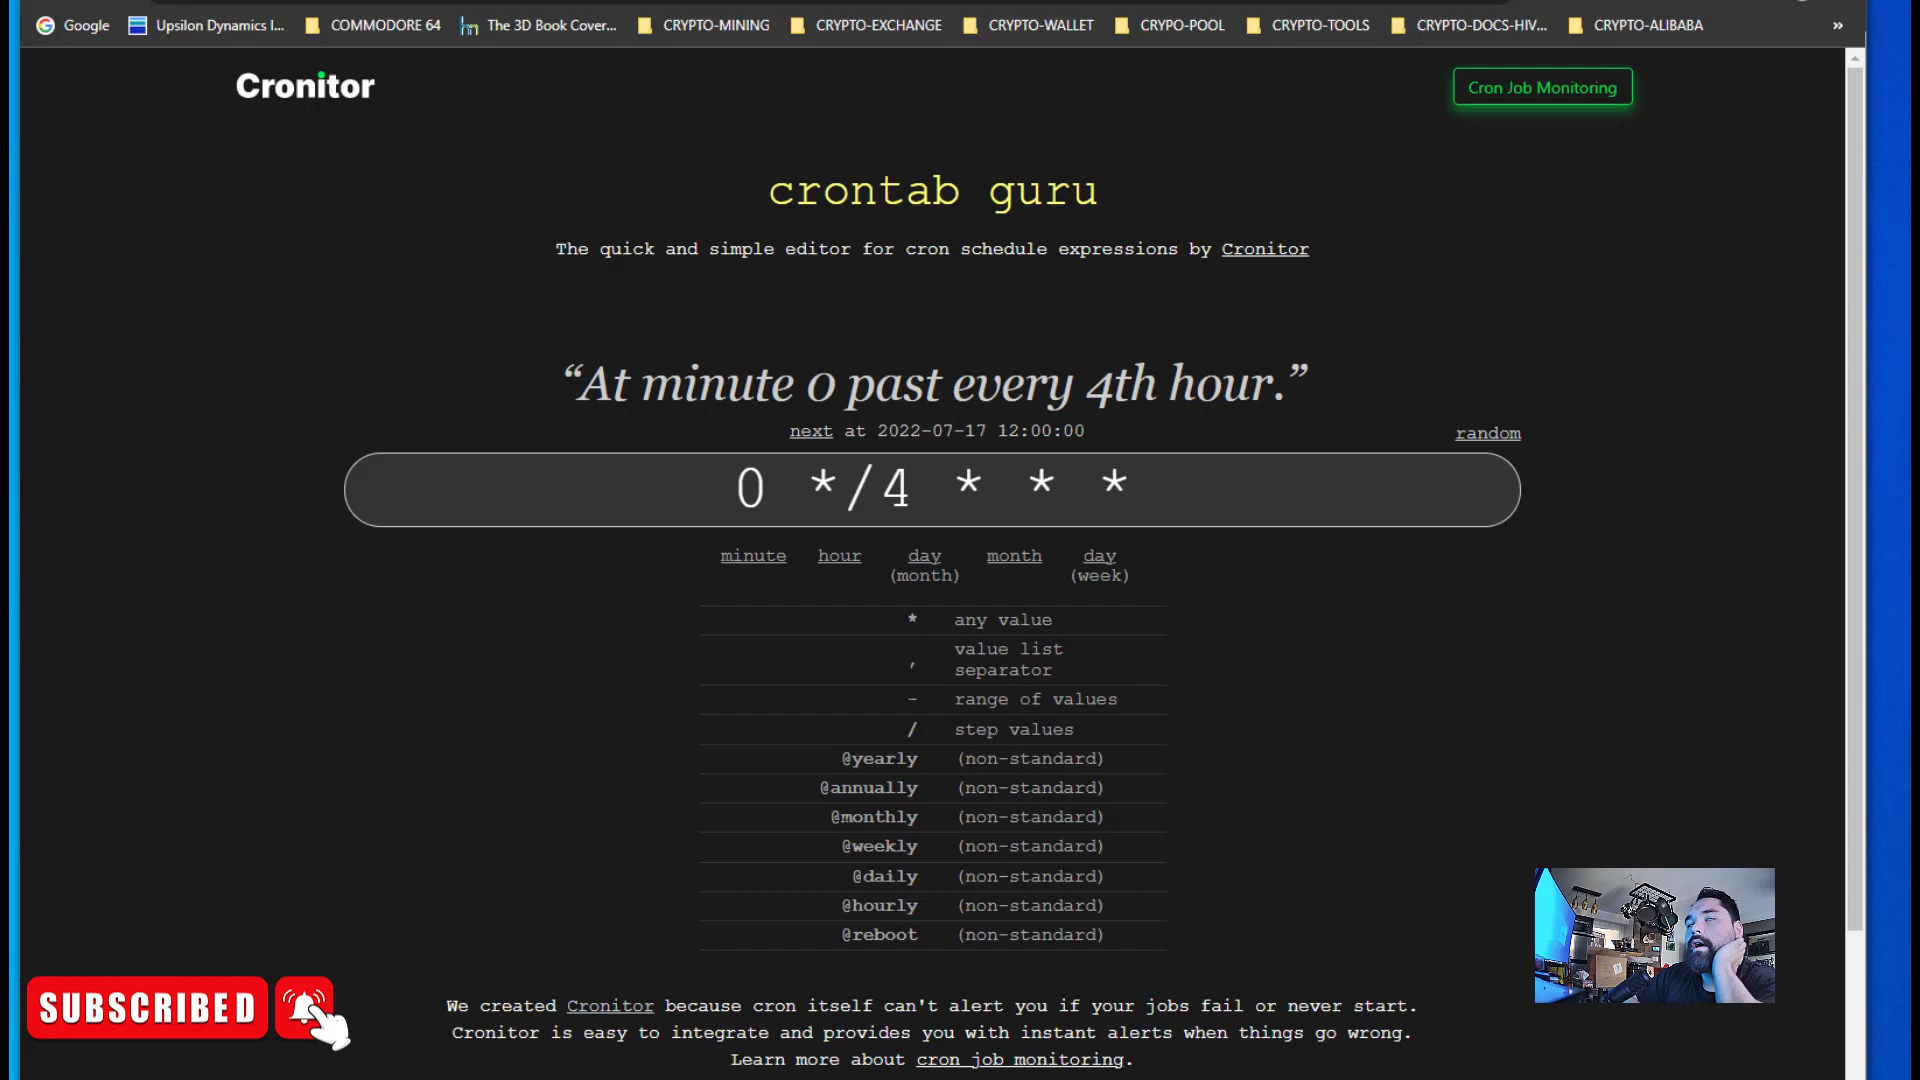 Google Upsilon Dynamics I... COMMODORE 64 The 3D Book Cover... CRYPTO-MINING CRYPTO-EXCHANGE CRYPTO-WALLET CRYPO-POOL CRYPTO-TOOLS CRYPTO-DOCS-HIV... CRYPTO-ALIBABA »
Cronitor
Cron Job Monitoring
crontab guru
The quick and simple editor for cron schedule expressions by Cronitor
“At minute 0 past every 4th hour.”
next at 2022-07-17 12:00:00
random
0 */4 * * *
minute hour day month day
(month) (week)
* any value
, value list
separator
- range of values
/ step values
@yearly (non-standard)
@annually (non-standard)
@monthly (non-standard)
@weekly (non-standard)
@daily (non-standard)
@hourly (non-standard)
@reboot (non-standard)
SUBSCRIBED
We created Cronitor because cron itself can't alert you if your jobs fail or never start.
Cronitor is easy to integrate and provides you with instant alerts when things go wrong.
Learn more about cron job monitoring.